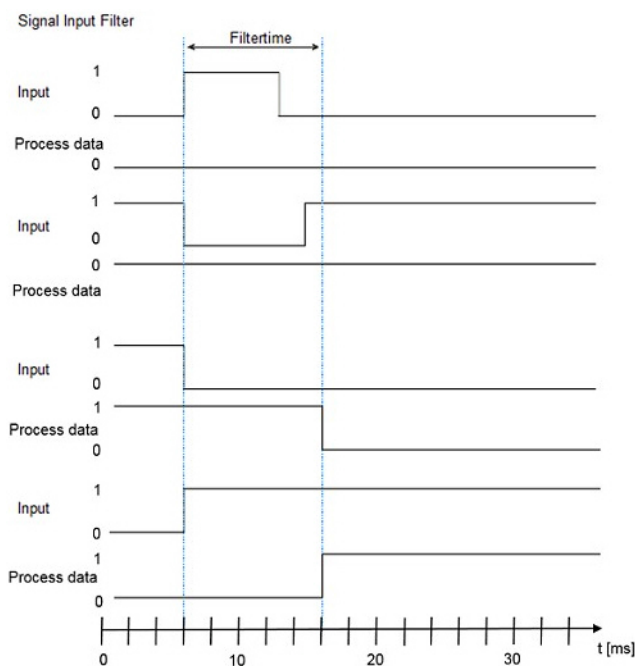 Signal Input Filter
Filtertime
1
Input
0
Process data
0
1
Input
0
0
Process data
1
Input
0
1
Process data
0
1
Input
0
1
Process data
0
0 10 20 30 t [ms]